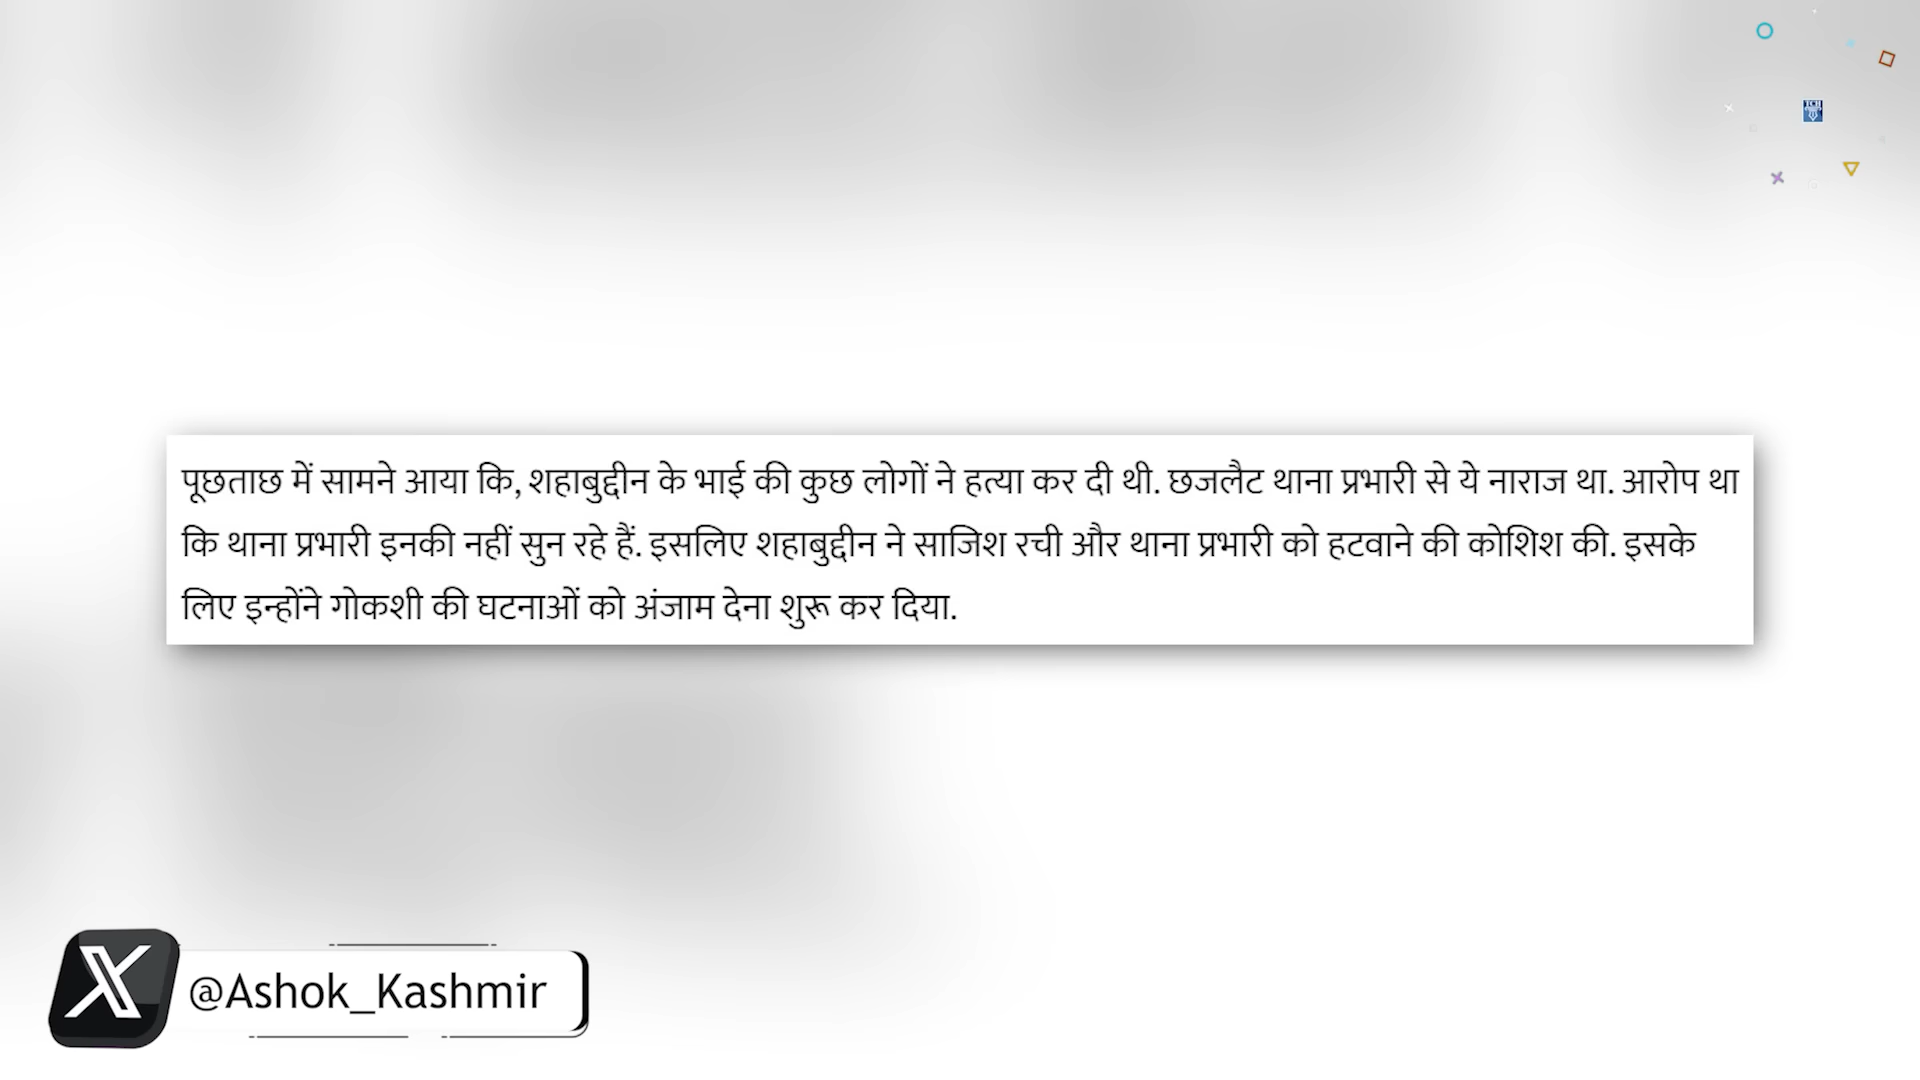 पूछताछ में सामने आया कि, शहाबुद्दीन के भाई की कुछ लोगों ने हत्या कर दी थी. छजलैट थाना प्रभारी से ये नाराज था. आरोप था
कि थाना प्रभारी इनकी नहीं सुन रहे हैं. इसलिए शहाबुद्दीन ने साजिश रची और थाना प्रभारी को हटवाने की कोशिश की. इसके
लिए इन्होंने गोकशी की घटनाओं को अंजाम देना शुरू कर दिया.
@Ashok_Kashmir